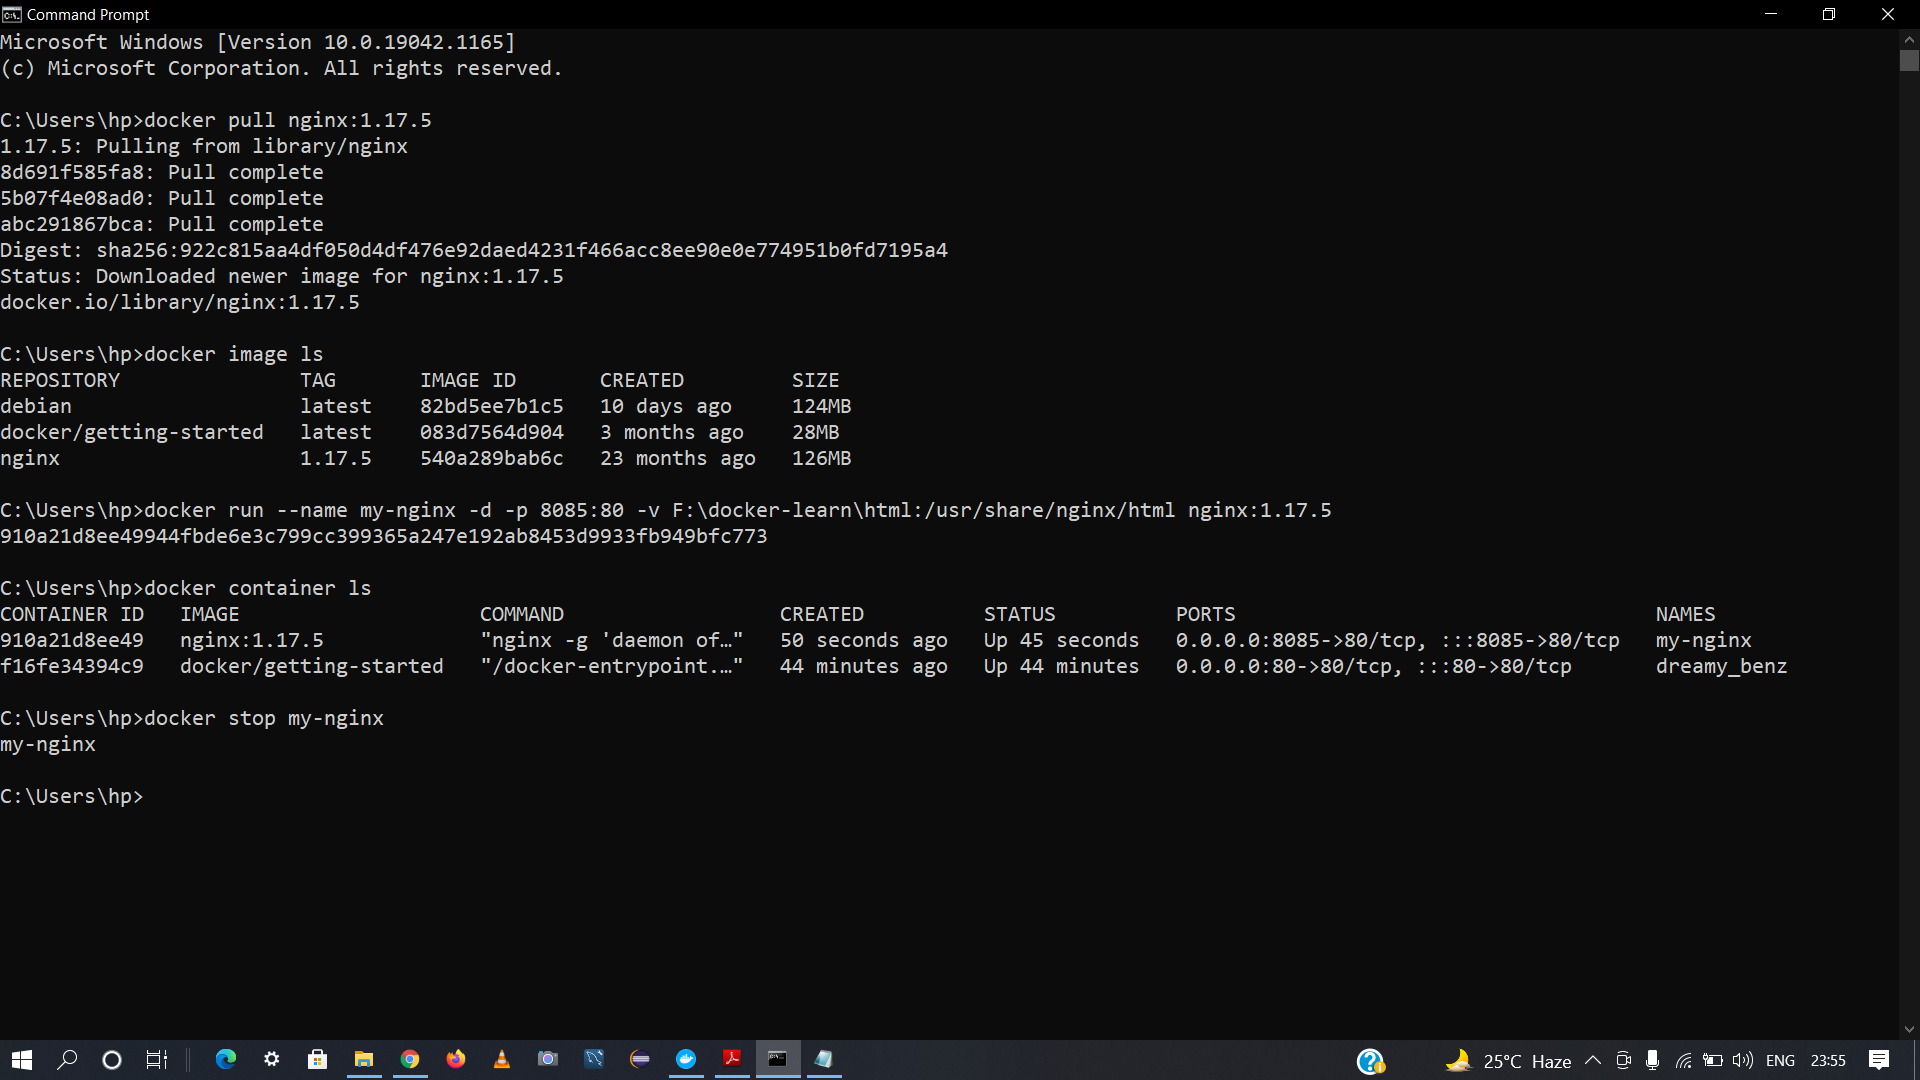 Command Prompt
Microsoft Windows [Version 10.0.19042.1165]
(c) Microsoft Corporation. All rights reserved.
C:\Users\hp>docker pull nginx:1.17.5
1.17.5: Pulling from library/nginx
8d691f585fa8: Pull complete
5b07f4e08ad0: Pull complete
abc291867bca: Pull complete
Digest: sha256:922c815aa4df050d4df476e92daed4231f466acc8ee90e0e774951b0fd7195a4
Status: Downloaded newer image for nginx:1.17.5
docker.io/library/nginx:1.17.5
C:\Users\hp>docker image ls
REPOSITORY TAG IMAGE ID CREATED SIZE
debian latest 82bd5ee7b1c5 10 days ago 124MB
docker/getting-started latest 083d7564d904 3 months ago 28MB
nginx 1.17.5 540a289bab6c 23 months ago 126MB
C:\Users\hp>docker run --name my-nginx -d -p 8085:80 -v F:\docker-learn\html:/usr/share/nginx/html nginx:1.17.5
910a21d8ee49944fbde6e3c799cc399365a247e192ab8453d9933fb949bfc773
C:\Users\hp>docker container ls
CONTAINER ID IMAGE COMMAND CREATED STATUS PORTS NAMES
910a21d8ee49 nginx:1.17.5 "nginx -g 'daemon of…" 50 seconds ago Up 45 seconds 0.0.0.0:8085->80/tcp, :::8085->80/tcp my-nginx
f16fe34394c9 docker/getting-started "/docker-entrypoint.…" 44 minutes ago Up 44 minutes 0.0.0.0:80->80/tcp, :::80->80/tcp dreamy_benz
C:\Users\hp>docker stop my-nginx
my-nginx
C:\Users\hp>
25°C Haze ENG 23:55